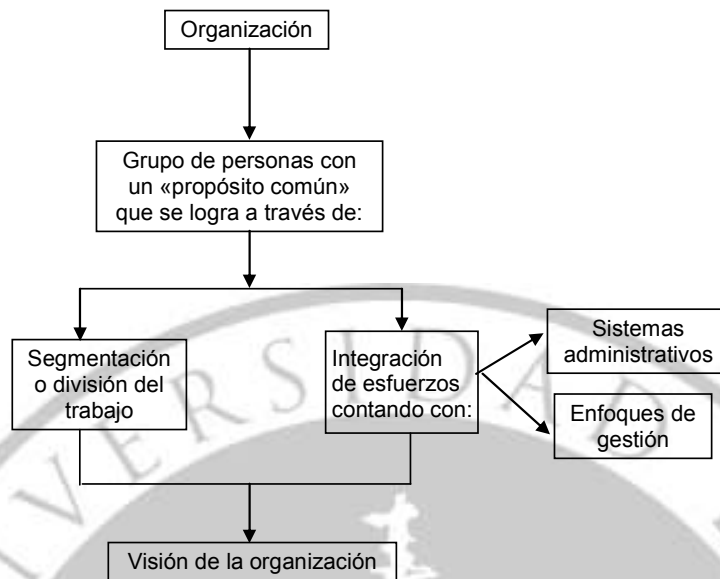 Organización
Grupo de personas con
un «propósito común»
que se logra a través de:
Segmentación
o división del
trabajo
Integración
de esfuerzos
contando con:
Sistemas
administrativos
Enfoques de
gestión
Visión de la organización
VERSIDAD